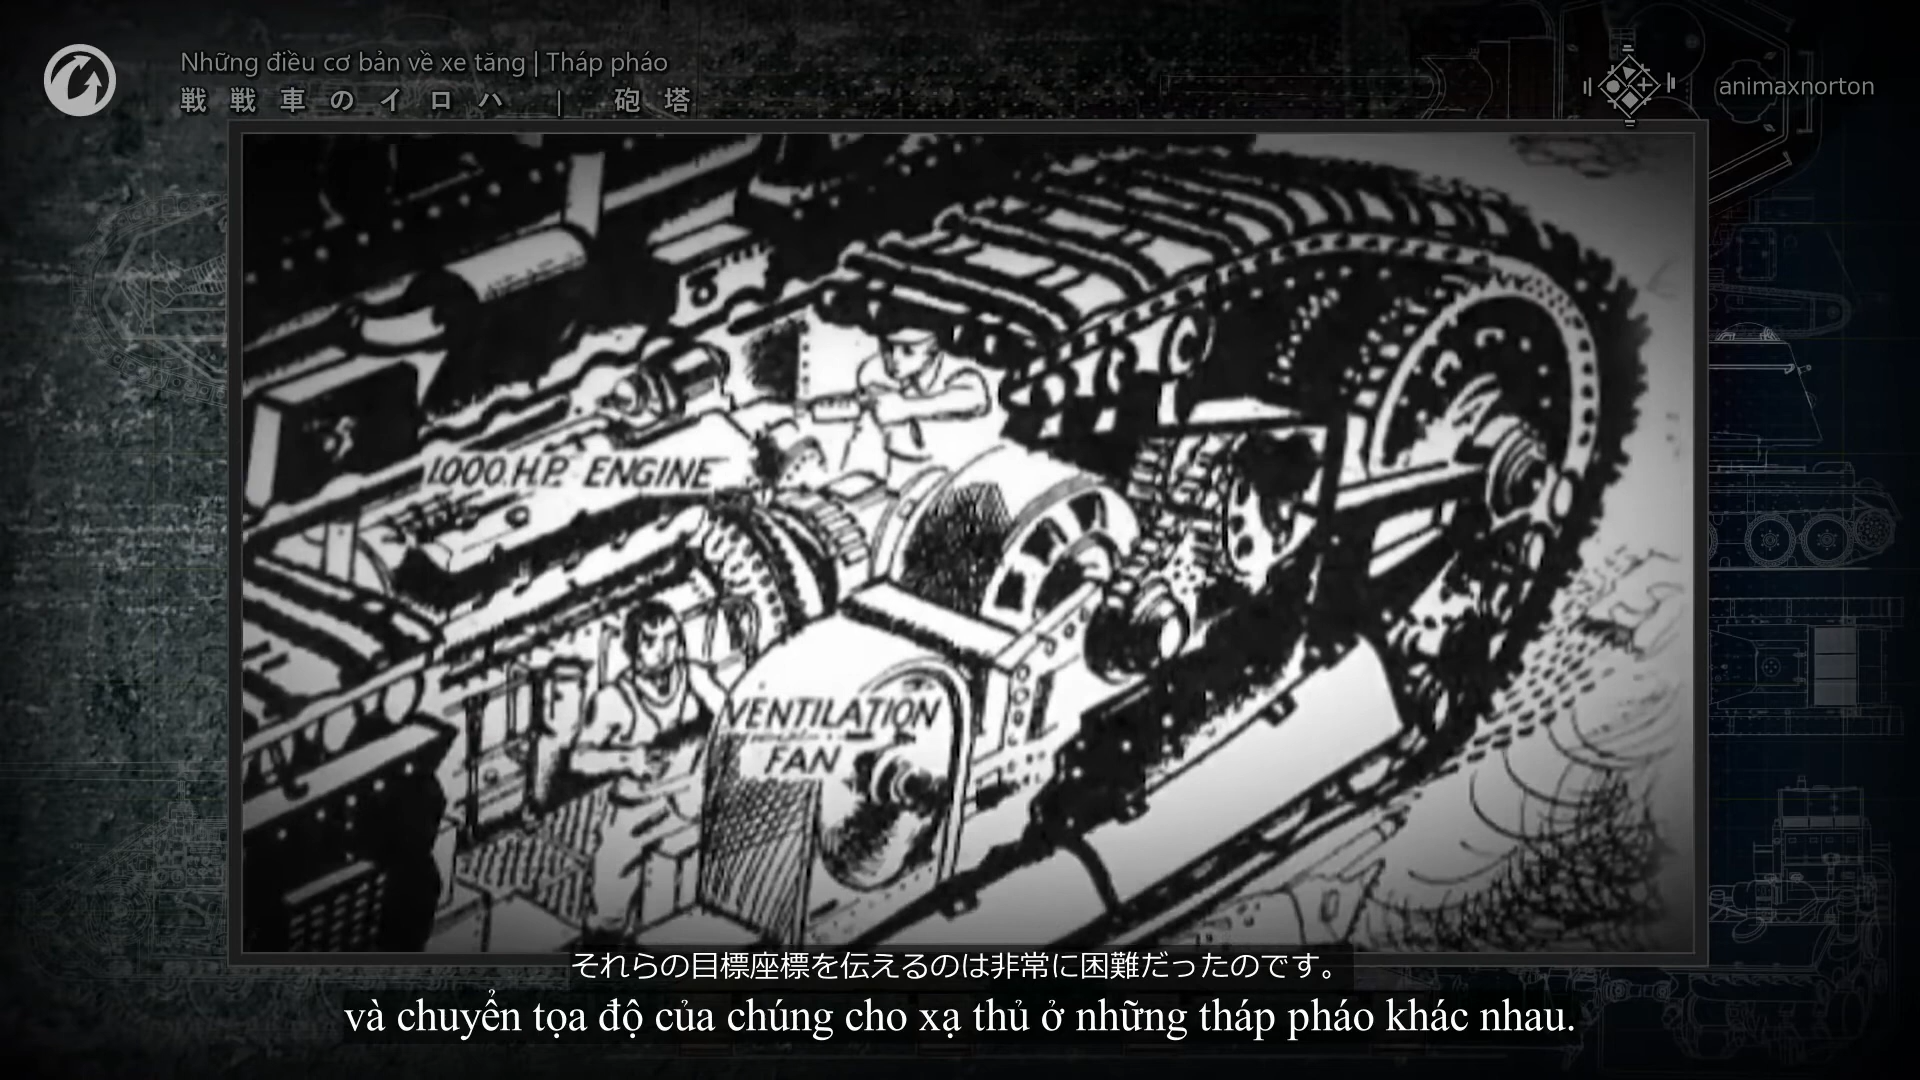 Những điều cơ bản về xe tăng | Tháp pháo
戦戦車のイロハ | 砲塔
animaxnorton
1.000 H.P. ENGINE
VENTILATION
FAN
それらの目標座標を伝えるのは非常に困難だったのです。
và chuyển tọa độ của chúng cho xạ thủ ở những tháp pháo khác nhau.